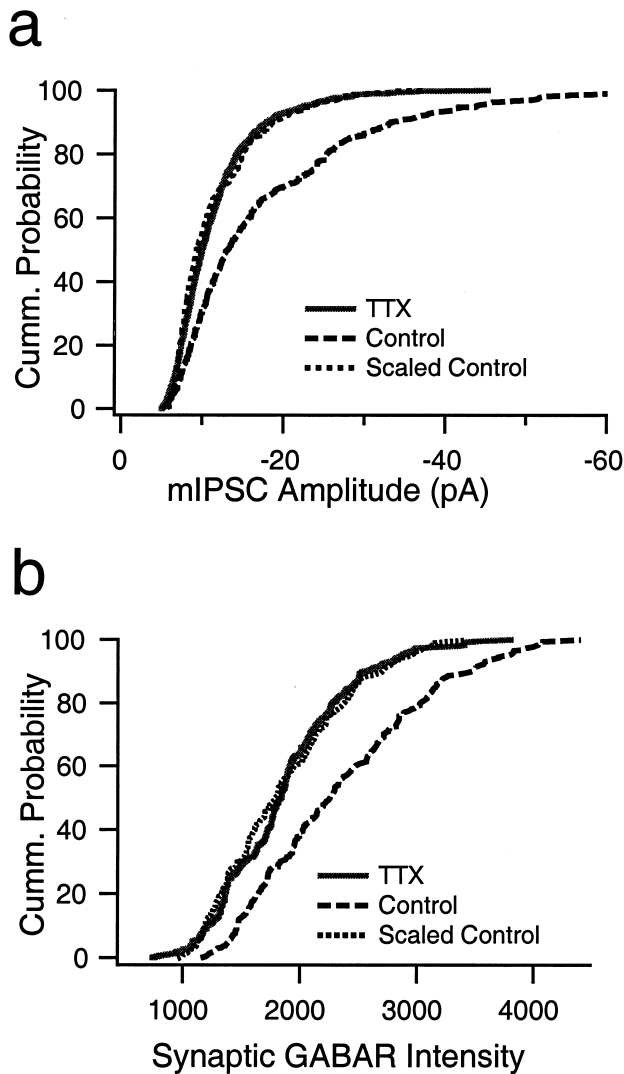 a
100
80
60
40
20
0
Cumm. Probability
TTX
Control
Scaled Control
0 -20 -40 -60
mIPSC Amplitude (pA)
b
100
80
60
40
20
0
Cumm. Probability
TTX
Control
Scaled Control
1000 2000 3000 4000
Synaptic GABAR Intensity